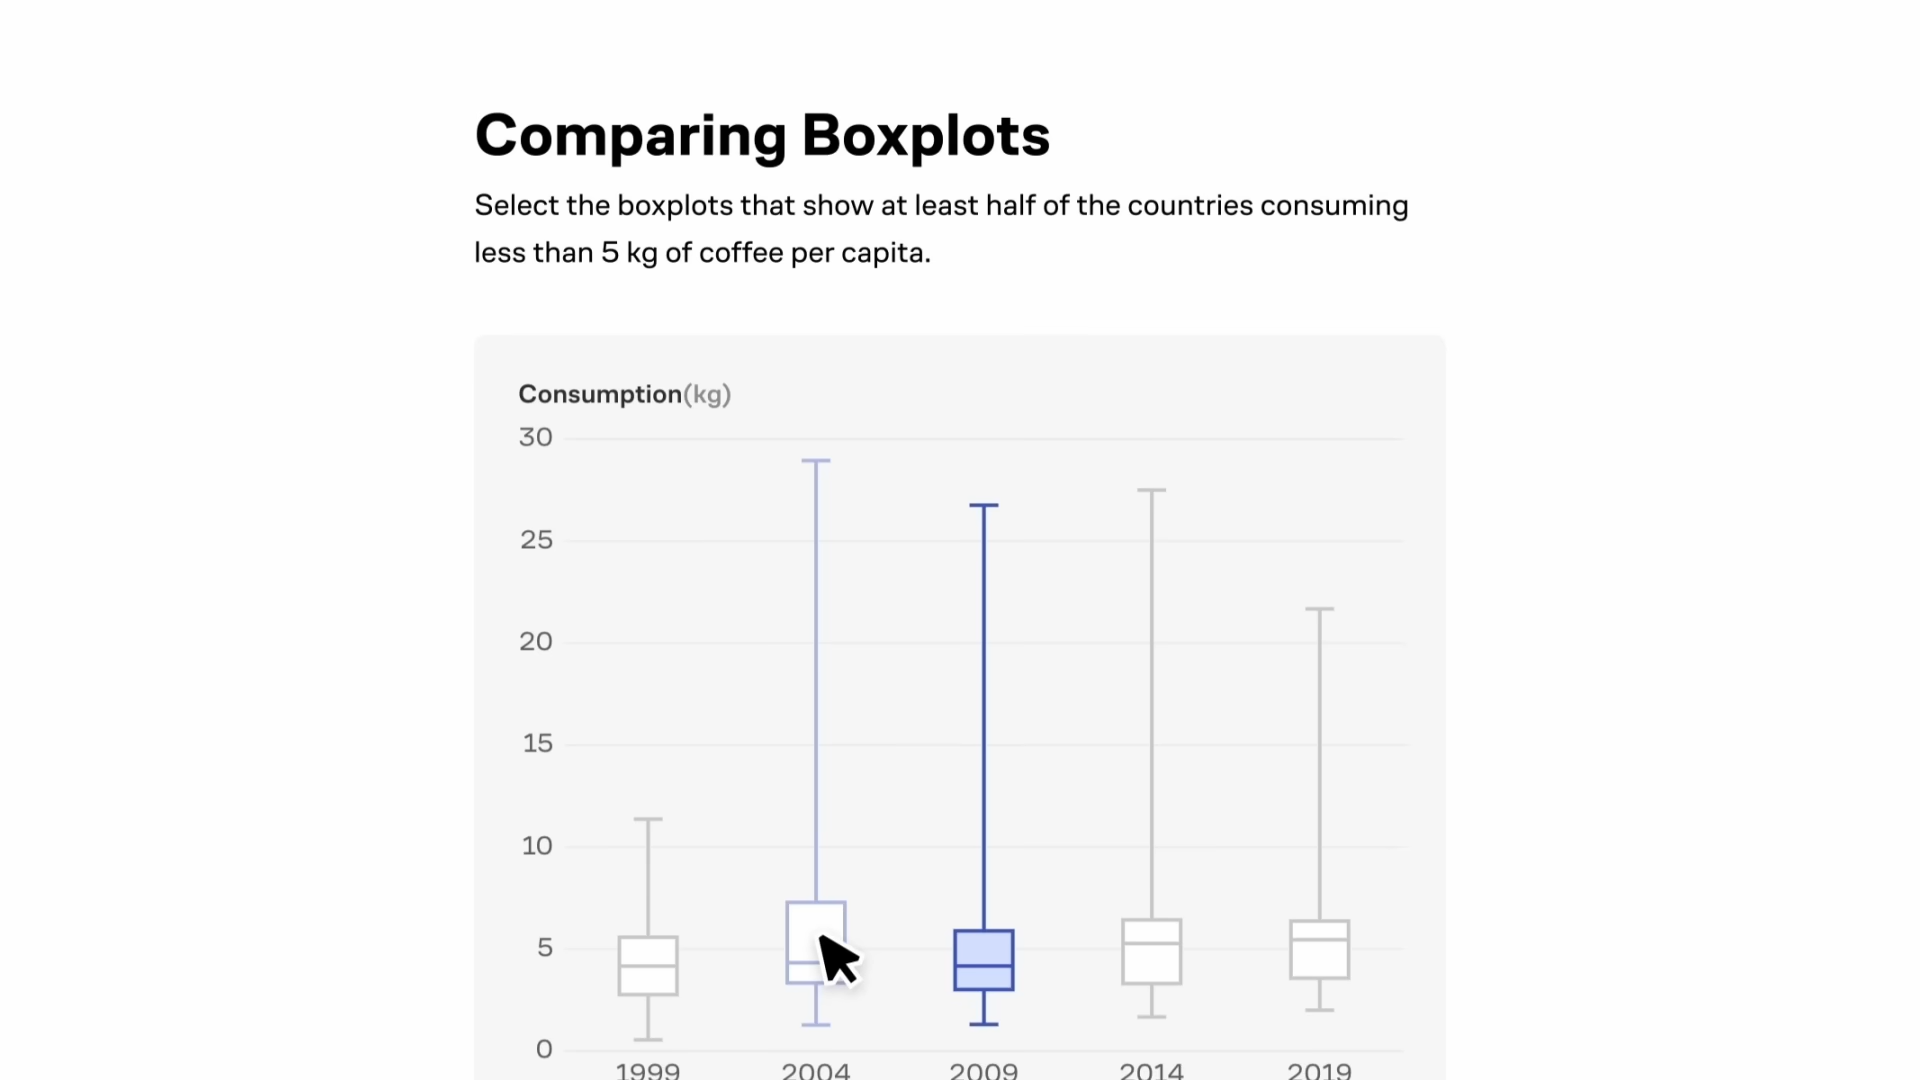 Comparing Boxplots
Select the boxplots that show at least half of the countries consuming
less than 5 kg of coffee per capita.
Consumption(kg)
30
25
20
15
10
5
0
1999 2004 2009 2014 2019